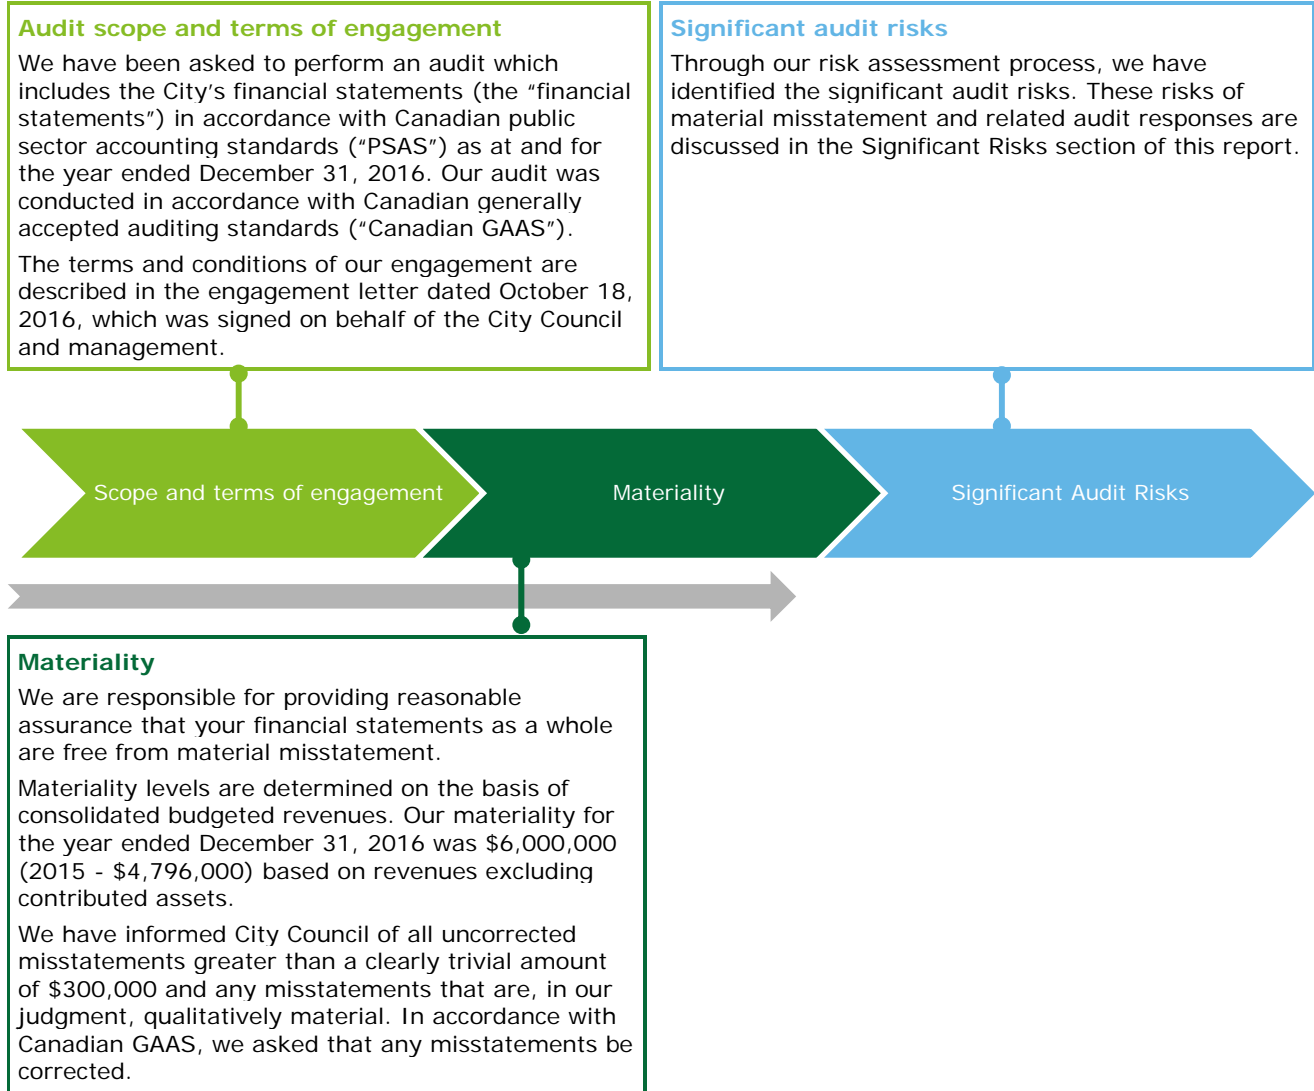 Audit scope and terms of engagement
We have been asked to perform an audit which
includes the City's financial statements (the “financial
statements”) in accordance with Canadian public
sector accounting standards (“PSAS”) as at and for
the year ended December 31, 2016. Our audit was
conducted in accordance with Canadian generally
accepted auditing standards (“Canadian GAAS”).
The terms and conditions of our engagement are
described in the engagement letter dated October 18,
2016, which was signed on behalf of the City Council
and management.
Significant audit risks
Through our risk assessment process, we have
identified the significant audit risks. These risks of
material misstatement and related audit responses are
discussed in the Significant Risks section of this report.
Scope and terms of engagement
Materiality
Significant Audit Risks
Materiality
We are responsible for providing reasonable
assurance that your financial statements as a whole
are free from material misstatement.
Materiality levels are determined on the basis of
consolidated budgeted revenues. Our materiality for
the year ended December 31, 2016 was $6,000,000
(2015 - $4,796,000) based on revenues excluding
contributed assets.
We have informed City Council of all uncorrected
misstatements greater than a clearly trivial amount
of $300,000 and any misstatements that are, in our
judgment, qualitatively material. In accordance with
Canadian GAAS, we asked that any misstatements be
corrected.